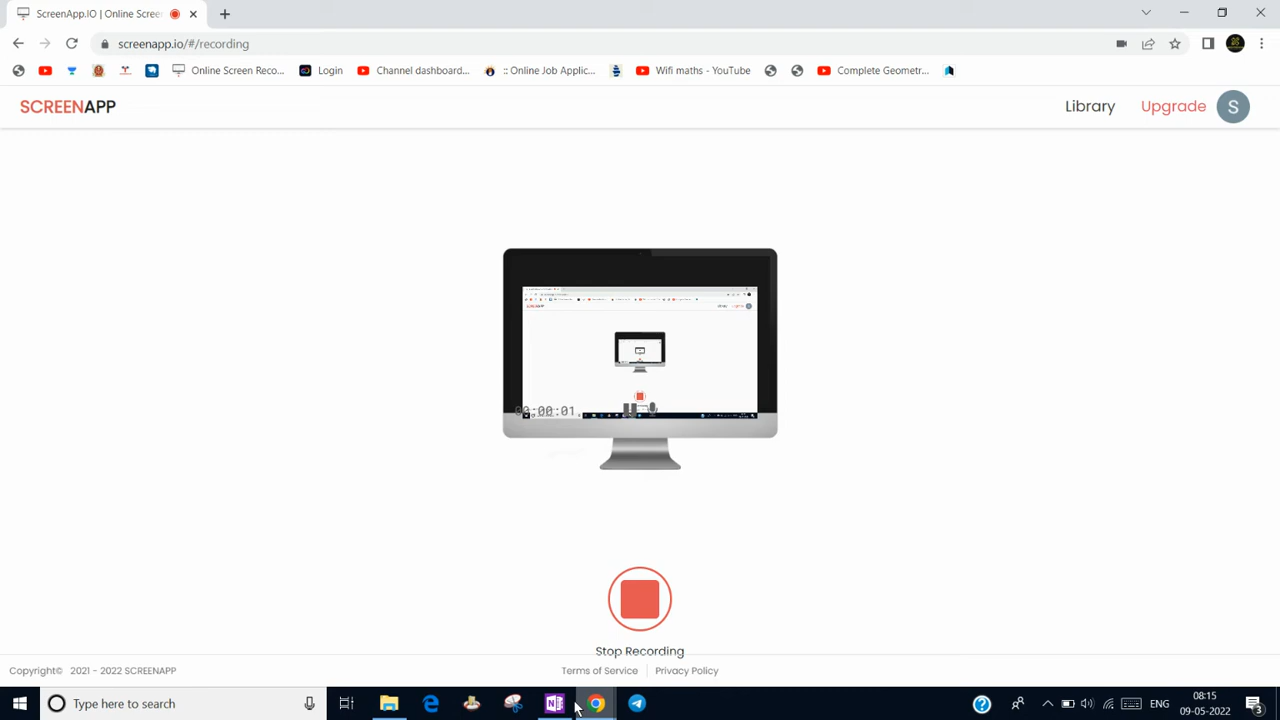 ScreenApp.IO | Online Scree
screenapp.io/#/recording
Online Screen Reco... Login Channel dashboard... :: Online Job Applic... Wifi maths - YouTube Complete Geometr...
SCREENAPP Library Upgrade S
00:00:01
Stop Recording
Copyright© 2021 - 2022 SCREENAPP Terms of Service Privacy Policy
Type here to search ENG 08:15
09-05-2022 3